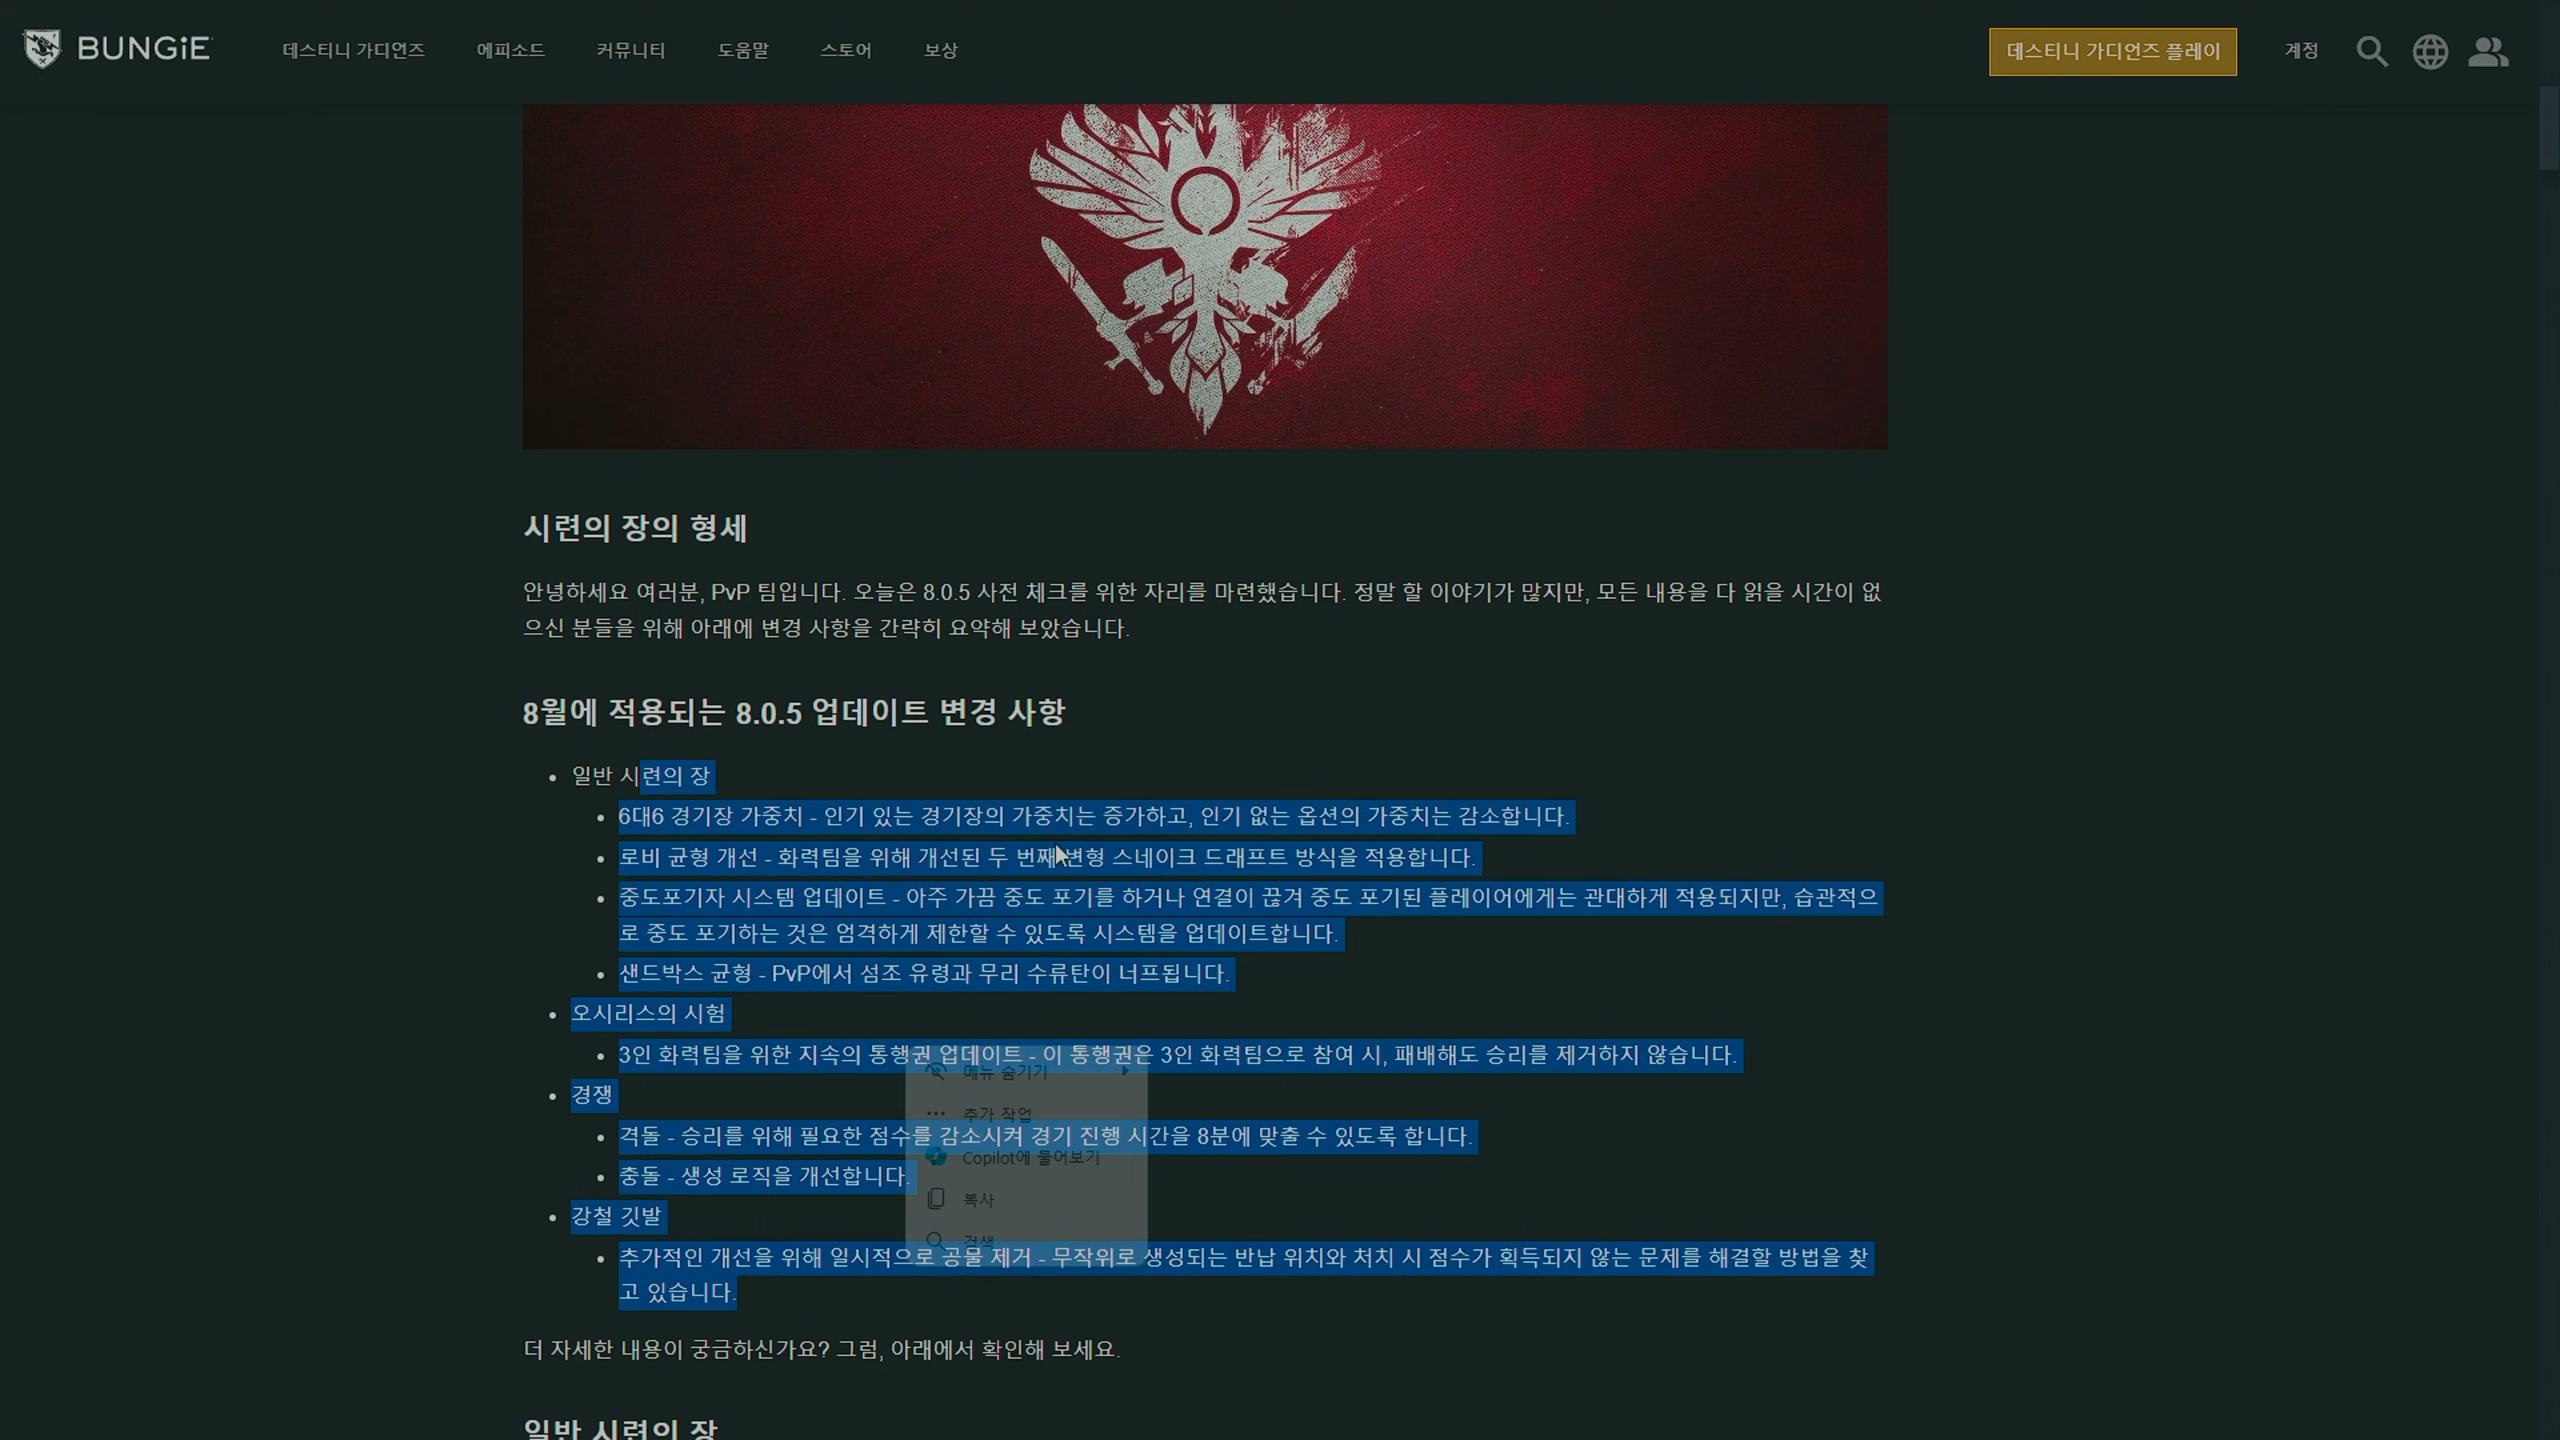 BUNGiE
데스티니 가디언즈
에피소드
커뮤니티
도움말
스토어
보상
데스티니 가디언즈 플레이
계정
시련의 장의 형세
안녕하세요 여러분, PvP 팀입니다. 오늘은 8.0.5 사전 체크를 위한 자리를 마련했습니다. 정말 할 이야기가 많지만, 모든 내용을 다 읽을 시간이 없
으신 분들을 위해 아래에 변경 사항을 간략히 요약해 보았습니다.
8월에 적용되는 8.0.5 업데이트 변경 사항
일반 시련의 장
6대6 경기장 가중치 - 인기 있는 경기장의 가중치는 증가하고, 인기 없는 옵션의 가중치는 감소합니다.
로비 균형 개선 - 화력팀을 위해 개선된 두 번째 변형 스네이크 드래프트 방식을 적용합니다.
중도포기자 시스템 업데이트 - 아주 가끔 중도 포기를 하거나 연결이 끊겨 중도 포기된 플레이어에게는 관대하게 적용되지만, 습관적으
로 중도 포기하는 것은 엄격하게 제한할 수 있도록 시스템을 업데이트합니다.
샌드박스 균형 - PvP에서 섬조 유령과 무리 수류탄이 너프됩니다.
오시리스의 시험
3인 화력팀을 위한 지속의 통행권 업데이트 - 이 통행권은 3인 화력팀으로 참여 시, 패배해도 승리를 제거하지 않습니다.
메뉴 숨기기
경쟁
추가 작업
격돌 - 승리를 위해 필요한 점수를 감소시켜 경기 진행 시간을 8분에 맞출 수 있도록 합니다.
Copilot에 물어보기
충돌 - 생성 로직을 개선합니다.
복사
강철 깃발
검색
추가적인 개선을 위해 일시적으로 공물 제거 - 무작위로 생성되는 반납 위치와 처치 시 점수가 획득되지 않는 문제를 해결할 방법을 찾
고 있습니다.
더 자세한 내용이 궁금하신가요? 그럼, 아래에서 확인해 보세요.
일반 시련의 장